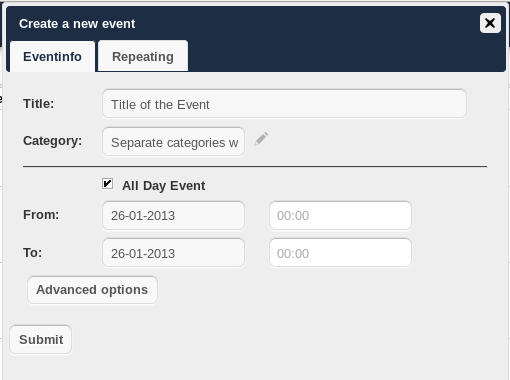 Create a new event
Eventinfo Repeating
Title: Title of the Event
Category: Separate categories w
All Day Event
From: 26-01-2013 00:00
To: 26-01-2013 00:00
Advanced options
Submit